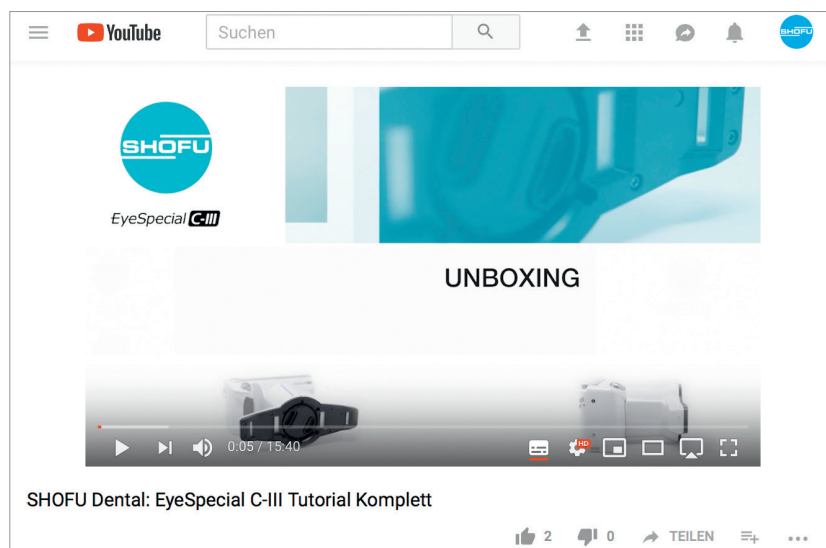 YouTube
Suchen
SHOFU
SHOFU
EyeSpecial C-III
UNBOXING
0:05 / 15:40
HD
SHOFU Dental: EyeSpecial C-III Tutorial Komplett
2
0
TEILEN